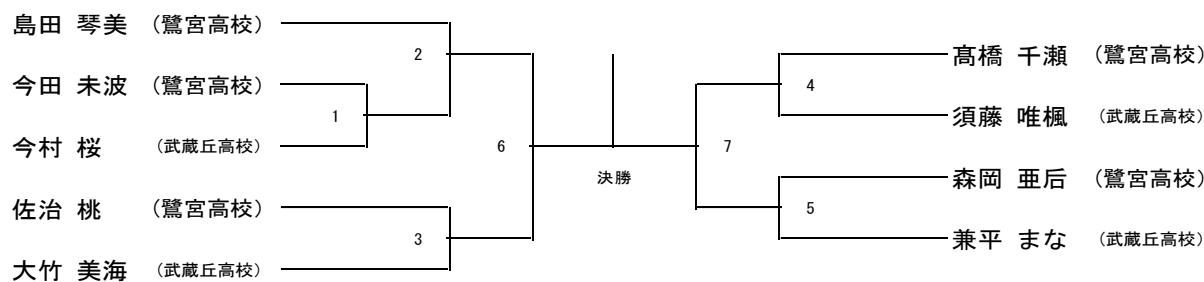 島田 琴美 (鷺宮高校)
2
今田 未波 (鷺宮高校)
1
今村 桜 (武蔵丘高校)
6
佐治 桃 (鷺宮高校)
3
大竹 美海 (武蔵丘高校)
決勝
髙橋 千瀬 (鷺宮高校)
4
須藤 唯楓 (武蔵丘高校)
7
森岡 亜后 (鷺宮高校)
5
兼平 まな (武蔵丘高校)